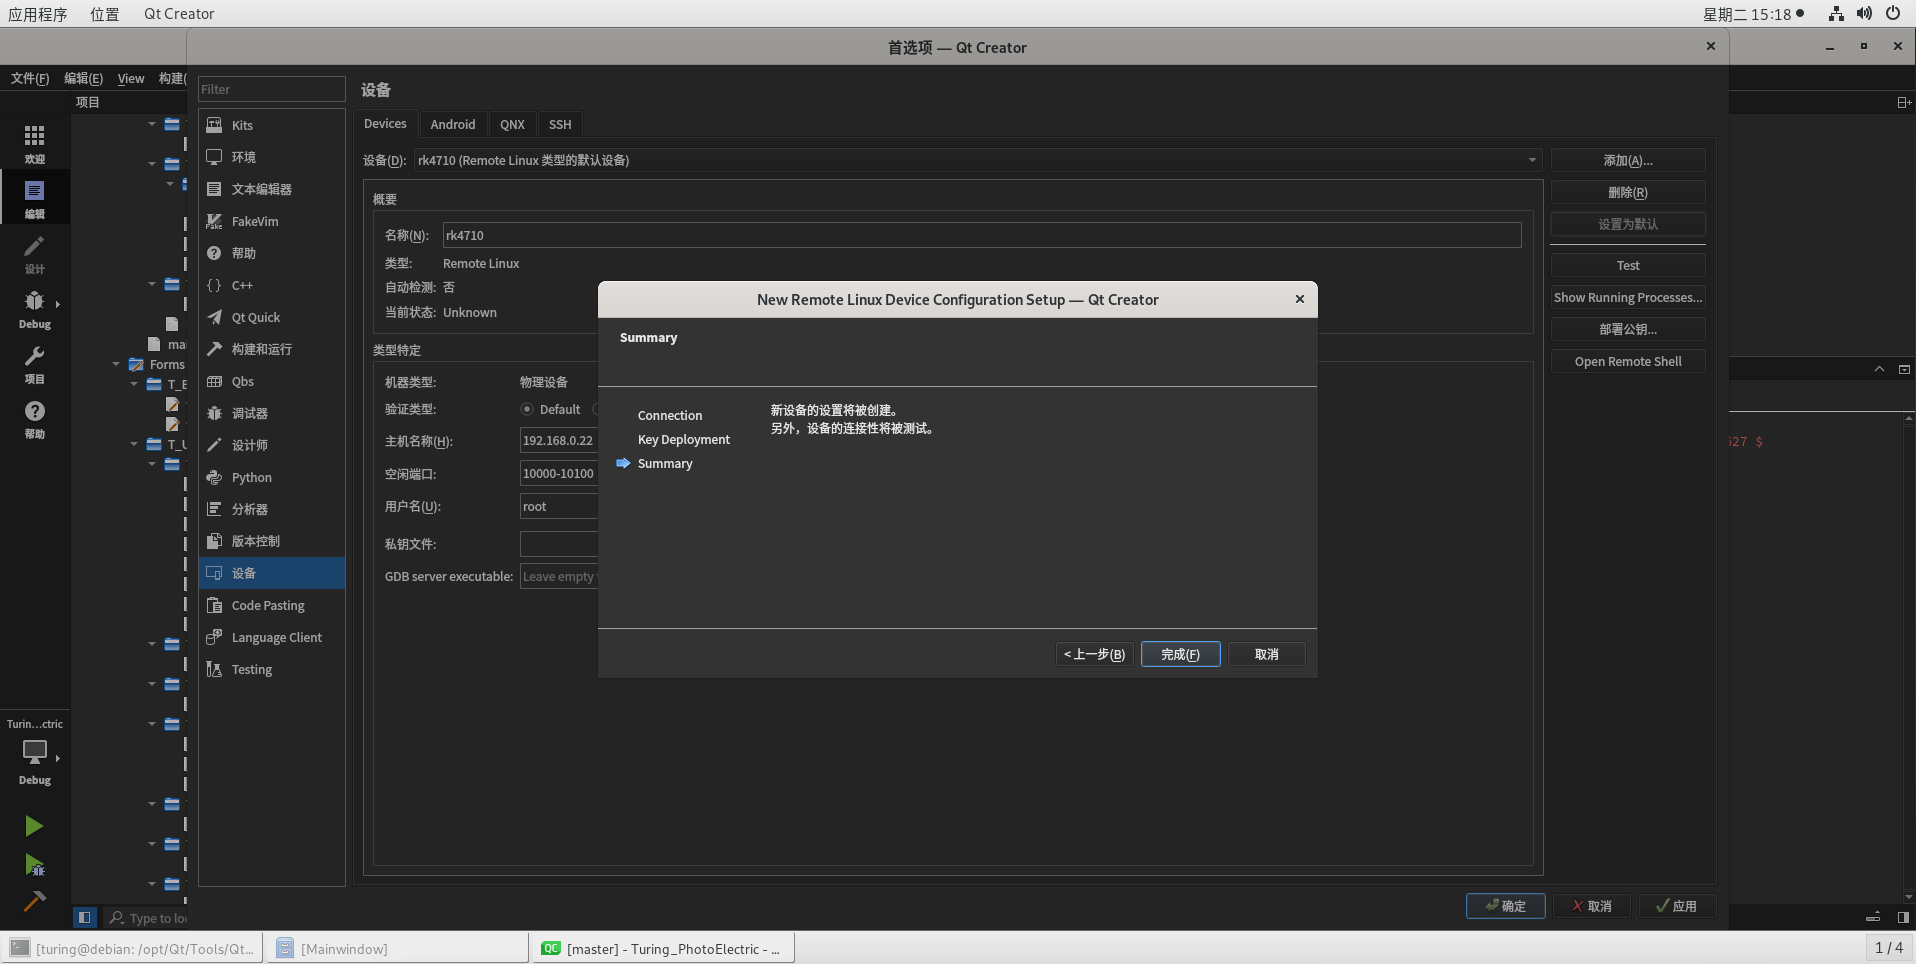 应用程序 位置 Qt Creator 星期二 15:18
首选项 — Qt Creator
文件(F) 编辑(E) View 构建(
项目
Filter
设备
Kits
环境
文本编辑器
FakeVim
帮助
C++
Qt Quick
构建和运行
Qbs
调试器
设计师
Python
分析器
版本控制
设备
Code Pasting
Language Client
Testing
欢迎
编辑
设计
Debug
项目
帮助
mai
Forms
T_E
T_U
Turin…ctric
Debug
Type to loc
Devices Android QNX SSH
设备(D): rk4710 (Remote Linux 类型的默认设备)
概要
名称(N): rk4710
类型: Remote Linux
自动检测: 否
当前状态: Unknown
类型特定
机器类型: 物理设备
验证类型: Default
主机名称(H): 192.168.0.22
空闲端口: 10000-10100
用户名(U): root
私钥文件:
GDB server executable: Leave empty
添加(A)...
删除(R)
设置为默认
Test
Show Running Processes...
部署公钥...
Open Remote Shell
527 $
New Remote Linux Device Configuration Setup — Qt Creator
Summary
Connection
Key Deployment
Summary
新设备的设置将被创建。
另外，设备的连接性将被测试。
< 上一步(B) 完成(F) 取消
确定 取消 应用
[turing@debian: /opt/Qt/Tools/Qt… [Mainwindow] QC [master] - Turing_PhotoElectric - … 1 / 4